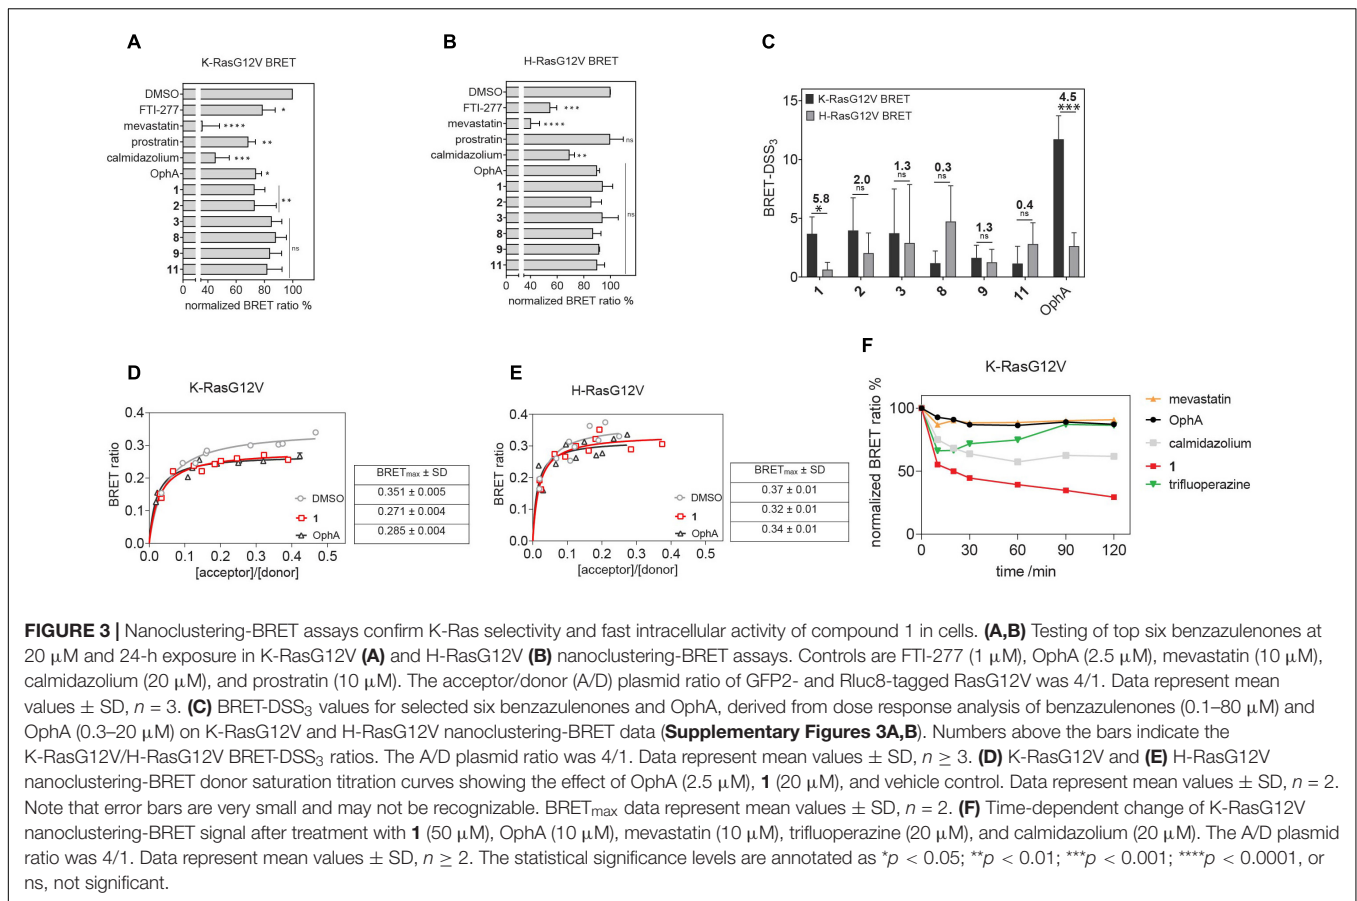 A
K-RasG12V BRET
DMSO
FTI-277
*
mevastatin
****
prostratin
**
calmidazolium
***
OphA
*
1
2
**
3
8
9
11
ns
0 40 60 80 100
normalized BRET ratio %
B
H-RasG12V BRET
DMSO
FTI-277
***
mevastatin
****
prostratin
ns
calmidazolium
**
OphA
1
2
3
8
9
11
ns
0 40 60 80 100
normalized BRET ratio %
C
K-RasG12V BRET
H-RasG12V BRET
BRET-DSS3
15
10
5
0
5.8
*
2.0
ns
1.3
ns
0.3
ns
1.3
ns
0.4
ns
4.5
***
1 2 3 8 9 11 OphA
D
K-RasG12V
BRET ratio
0.4
0.3
0.2
0.1
0.0
0.0 0.1 0.2 0.3 0.4 0.5
[acceptor]/[donor]
DMSO
1
OphA
BRETmax ± SD
0.351 ± 0.005
0.271 ± 0.004
0.285 ± 0.004
E
H-RasG12V
BRET ratio
0.4
0.3
0.2
0.1
0.0
0.0 0.1 0.2 0.3 0.4 0.5
[acceptor]/[donor]
DMSO
1
OphA
BRETmax ± SD
0.37 ± 0.01
0.32 ± 0.01
0.34 ± 0.01
F
K-RasG12V
normalized BRET ratio %
100
50
0
0 30 60 90 120
time /min
mevastatin
OphA
calmidazolium
1
trifluoperazine
FIGURE 3 | Nanoclustering-BRET assays confirm K-Ras selectivity and fast intracellular activity of compound 1 in cells. (A,B) Testing of top six benzazulenones at
20 μM and 24-h exposure in K-RasG12V (A) and H-RasG12V (B) nanoclustering-BRET assays. Controls are FTI-277 (1 μM), OphA (2.5 μM), mevastatin (10 μM),
calmidazolium (20 μM), and prostratin (10 μM). The acceptor/donor (A/D) plasmid ratio of GFP2- and Rluc8-tagged RasG12V was 4/1. Data represent mean
values ± SD, n = 3. (C) BRET-DSS3 values for selected six benzazulenones and OphA, derived from dose response analysis of benzazulenones (0.1–80 μM) and
OphA (0.3–20 μM) on K-RasG12V and H-RasG12V nanoclustering-BRET data (Supplementary Figures 3A,B). Numbers above the bars indicate the
K-RasG12V/H-RasG12V BRET-DSS3 ratios. The A/D plasmid ratio was 4/1. Data represent mean values ± SD, n ≥ 3. (D) K-RasG12V and (E) H-RasG12V
nanoclustering-BRET donor saturation titration curves showing the effect of OphA (2.5 μM), 1 (20 μM), and vehicle control. Data represent mean values ± SD, n = 2.
Note that error bars are very small and may not be recognizable. BRETmax data represent mean values ± SD, n = 2. (F) Time-dependent change of K-RasG12V
nanoclustering-BRET signal after treatment with 1 (50 μM), OphA (10 μM), mevastatin (10 μM), trifluoperazine (20 μM), and calmidazolium (20 μM). The A/D plasmid
ratio was 4/1. Data represent mean values ± SD, n ≥ 2. The statistical significance levels are annotated as *p < 0.05; **p < 0.01; ***p < 0.001; ****p < 0.0001, or
ns, not significant.